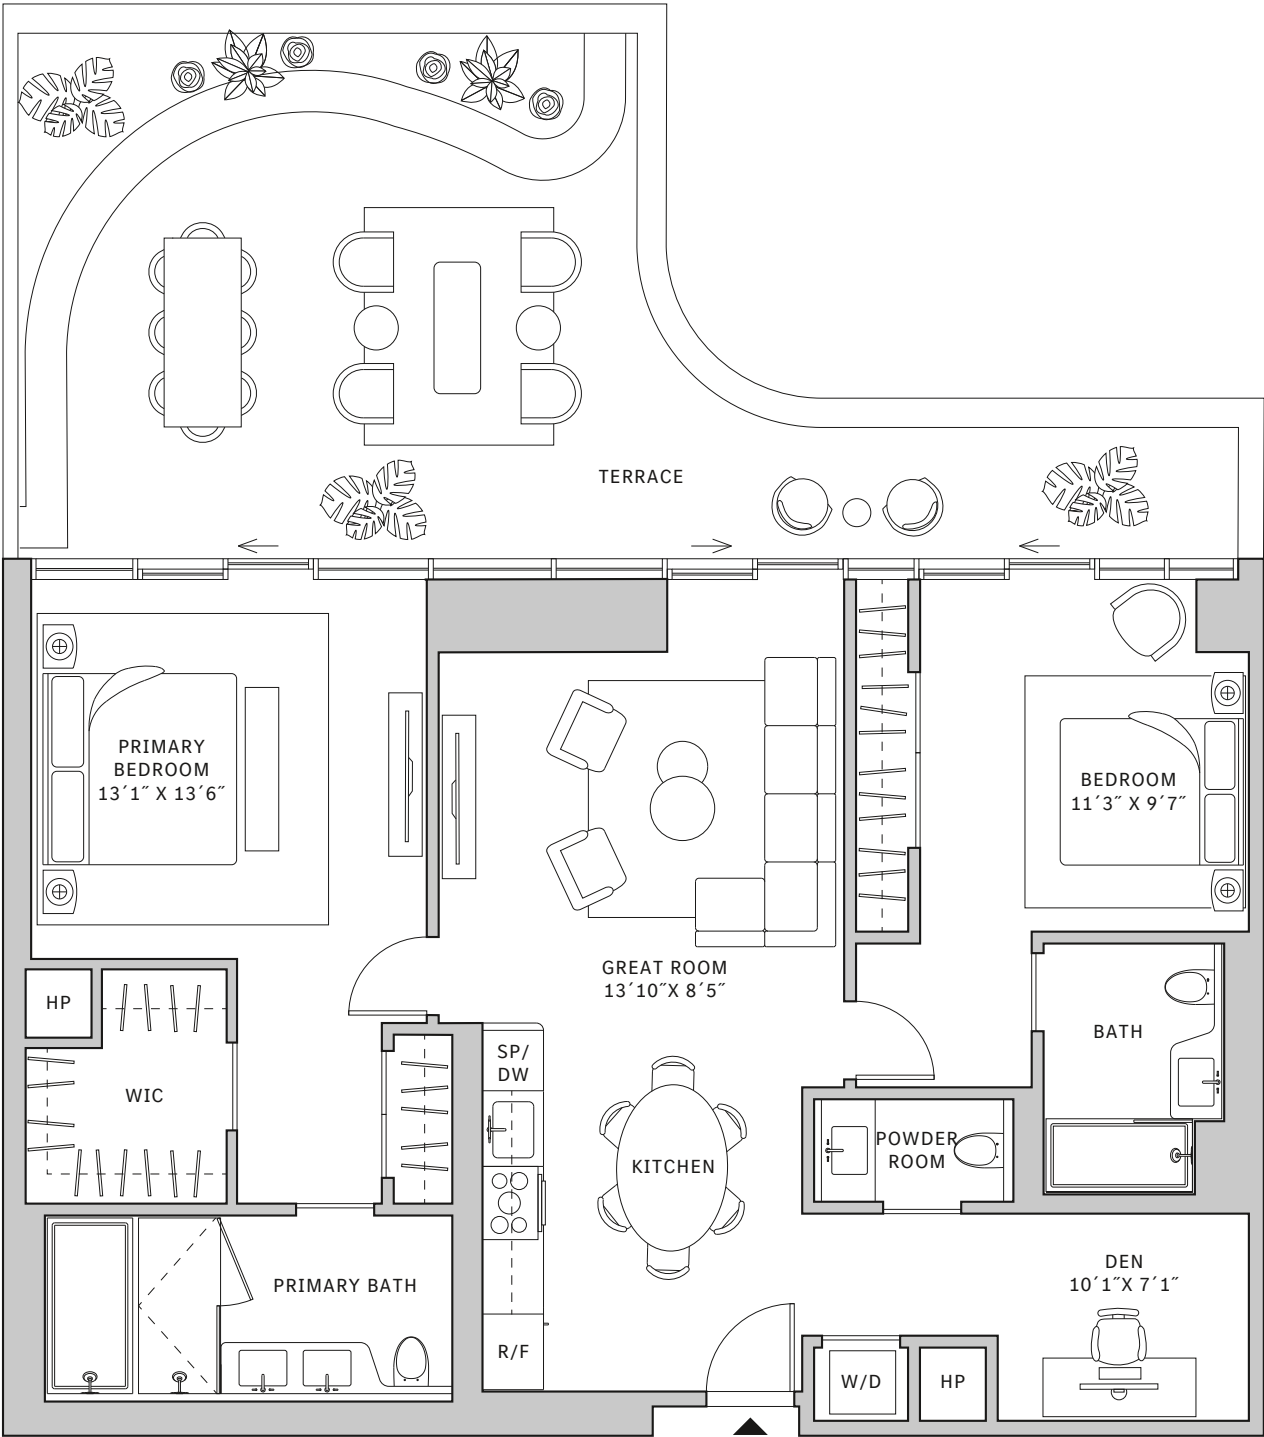 TERRACE
PRIMARY
BEDROOM
13´1˝ X 13´6˝
BEDROOM
11´3˝ X 9´7˝
GREAT ROOM
13´10˝X 8´5˝
HP
SP/
DW
BATH
WIC
POWDER
ROOM
KITCHEN
DEN
10´1˝X 7´1˝
PRIMARY BATH
R/F
W/D
HP